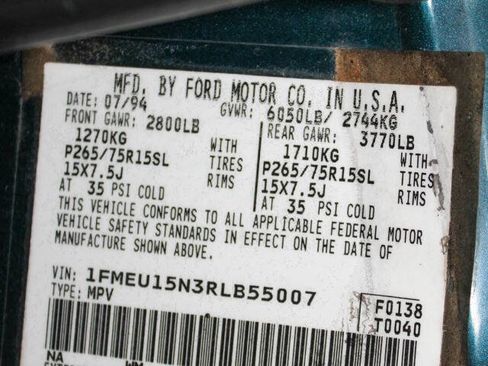 MFD. BY FORD MOTOR CO. IN U.S.A.
DATE: 07/94 GVWR: 6050LB/ 2744KG
FRONT GAWR: 2800LB REAR GAWR: 3770LB
1270KG WITH 1710KG WITH
P265/75R15SL TIRES P265/75R15SL TIRES
15X7.5J RIMS 15X7.5J RIMS
AT 35 PSI COLD AT 35 PSI COLD
THIS VEHICLE CONFORMS TO ALL APPLICABLE FEDERAL MOTOR
VEHICLE SAFETY STANDARDS IN EFFECT ON THE DATE OF
MANUFACTURE SHOWN ABOVE.
VIN: 1FMEU15N3RLB55007
TYPE: MPV
F0138
T0040
NA